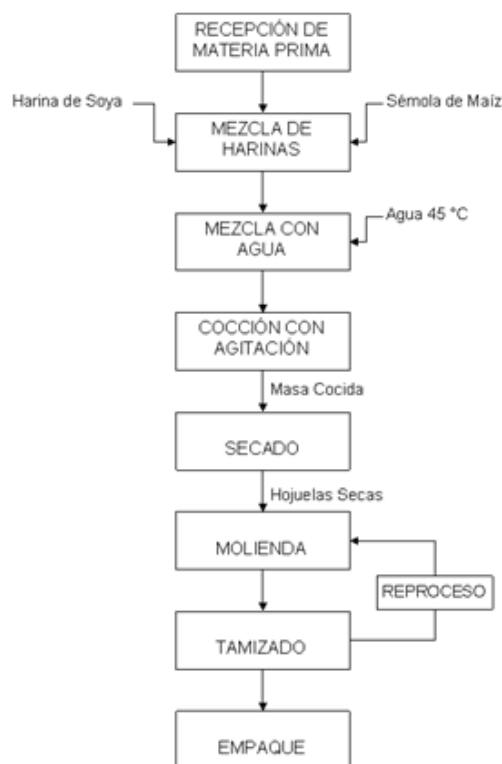 RECEPCIÓN DE
MATERIA PRIMA
Harina de Soya
Sémola de Maíz
MEZCLA DE
HARINAS
MEZCLA CON
AGUA
Agua 45 °C
COCCIÓN CON
AGITACIÓN
Masa Cocida
SECADO
Hojuelas Secas
MOLIENDA
REPROCESO
TAMIZADO
EMPAQUE